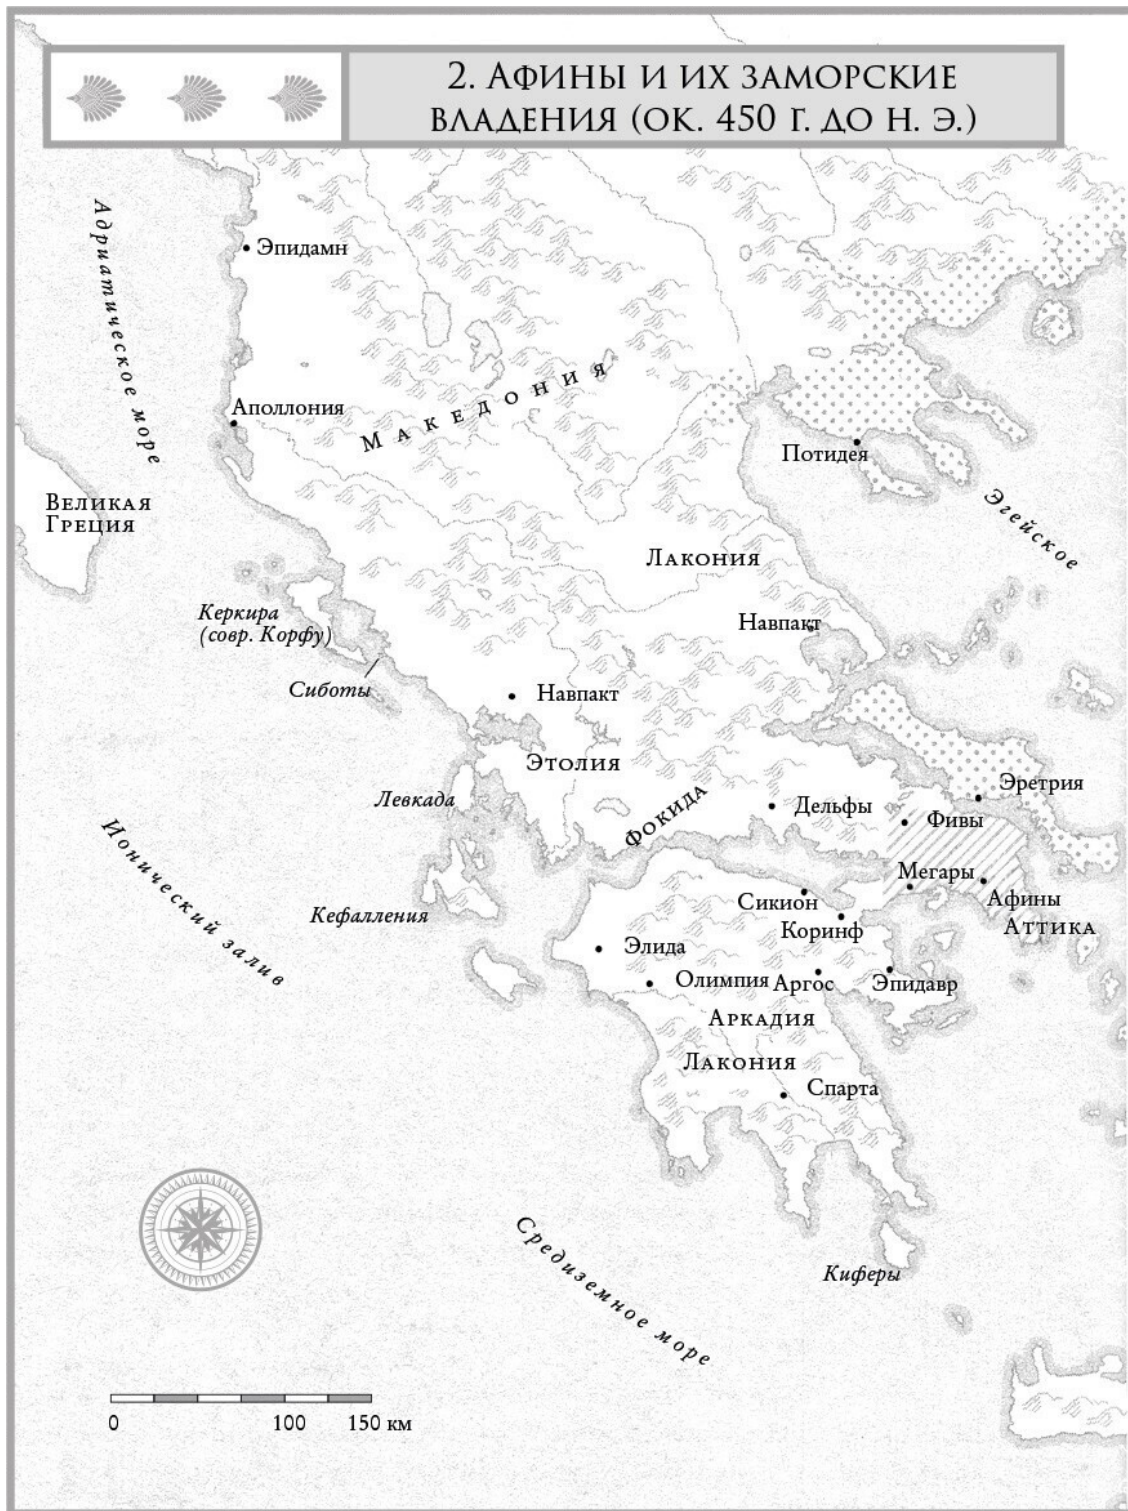 2. Афины и их заморские
владения (ок. 450 г. до н. э.)
Адриатическое море
Эпидамн
Македония
Аполлония
Потидея
Великая
Греция
Эгейское
Лакония
Керкира
(совр. Корфу)
Навпакт
Сиботы
Навпакт
Этолия
Эретрия
Левкада
Фокида
Дельфы
Фивы
Ионический залив
Мегары
Афины
Сикион
Кефалления
Коринф
Аттика
Элида
Олимпия
Аргос
Эпидавр
Аркадия
Лакония
Спарта
Средиземное море
Киферы
0 100 150 км